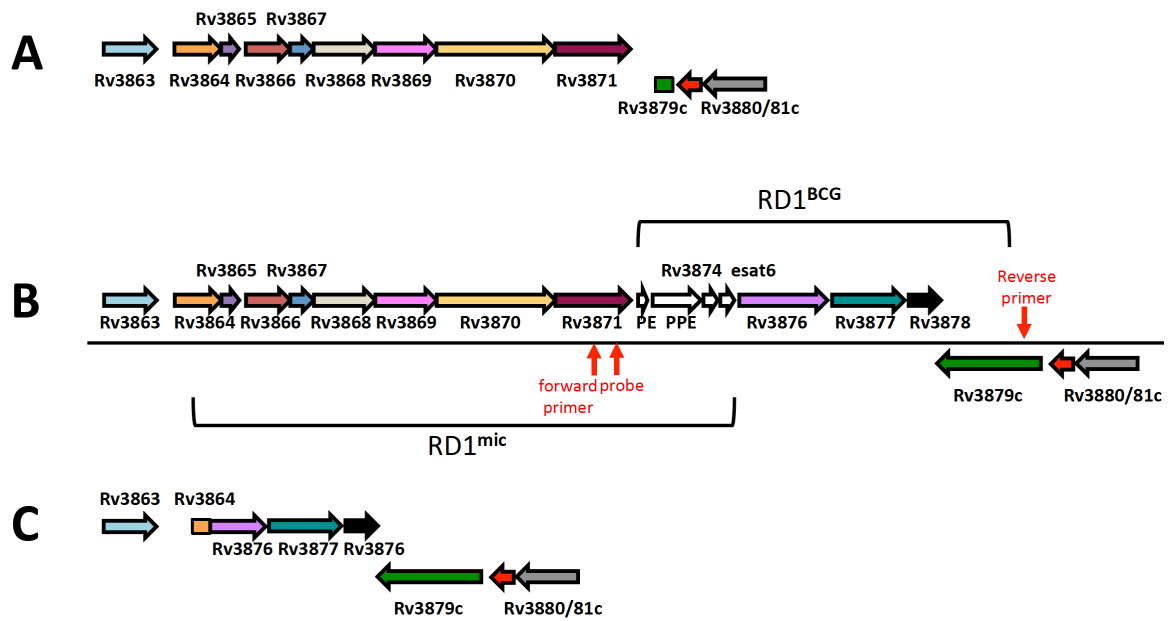 Rv3865 Rv3867
A
Rv3863 Rv3864 Rv3866 Rv3868 Rv3869 Rv3870 Rv3871
Rv3879c Rv3880/81c
RD1BCG
Rv3865 Rv3867 Rv3874 esat6
Reverse
primer
B
Rv3863 Rv3864 Rv3866 Rv3868 Rv3869 Rv3870 Rv3871 PE PPE Rv3876 Rv3877 Rv3878
forward probe
primer
Rv3879c Rv3880/81c
RD1mic
Rv3863 Rv3864
C
Rv3876 Rv3877 Rv3876
Rv3879c Rv3880/81c